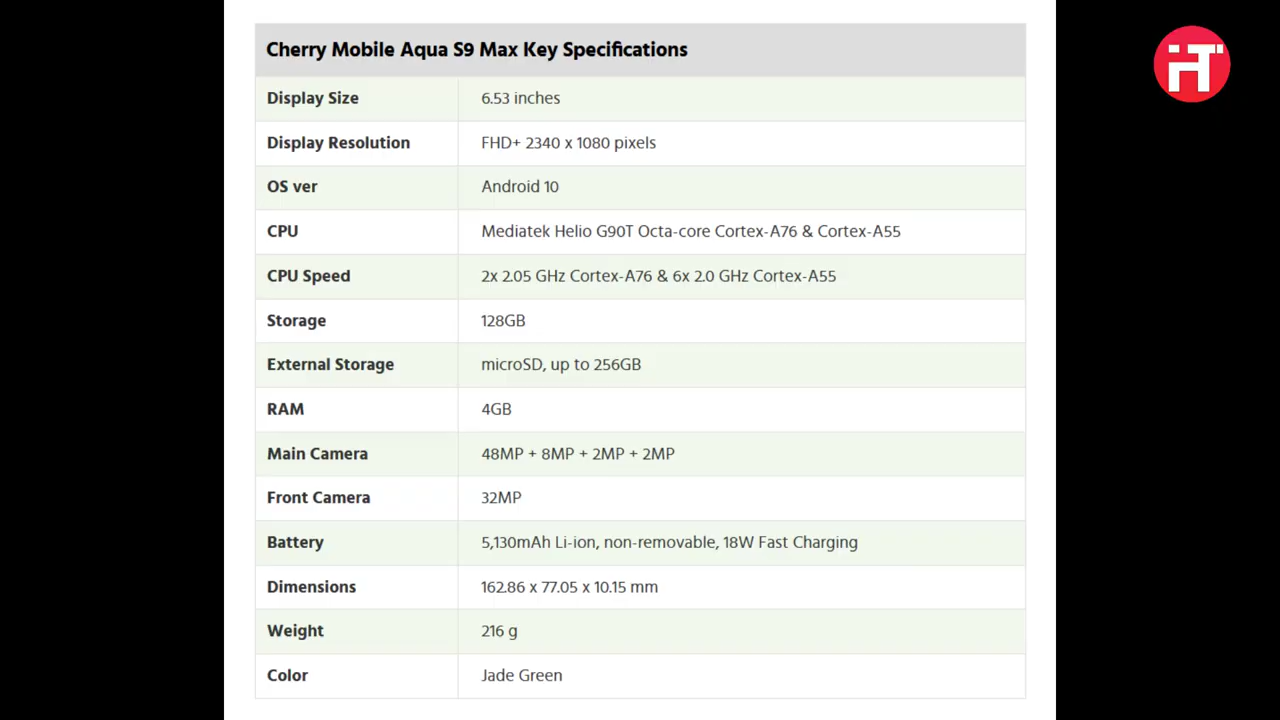 Cherry Mobile Aqua S9 Max Key Specifications
Display Size 6.53 inches
Display Resolution FHD+ 2340 x 1080 pixels
OS ver Android 10
CPU Mediatek Helio G90T Octa-core Cortex-A76 & Cortex-A55
CPU Speed 2x 2.05 GHz Cortex-A76 & 6x 2.0 GHz Cortex-A55
Storage 128GB
External Storage microSD, up to 256GB
RAM 4GB
Main Camera 48MP + 8MP + 2MP + 2MP
Front Camera 32MP
Battery 5,130mAh Li-ion, non-removable, 18W Fast Charging
Dimensions 162.86 x 77.05 x 10.15 mm
Weight 216 g
Color Jade Green